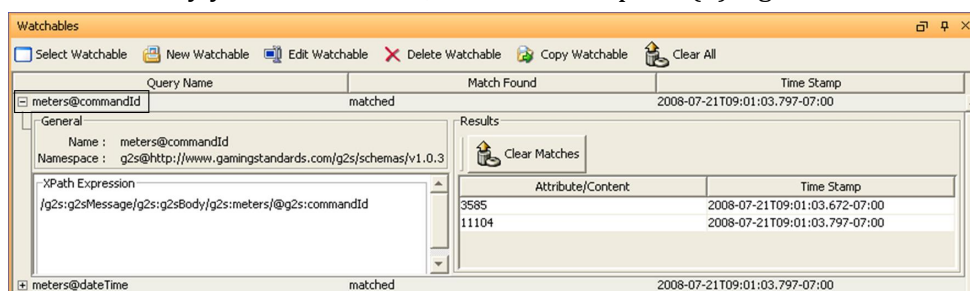 Watchables
Select Watchable New Watchable Edit Watchable Delete Watchable Copy Watchable Clear All
Query Name Match Found Time Stamp
meters@commandId matched 2008-07-21T09:01:03.797-07:00
General
Name : meters@commandId
Namespace : g2s@http://www.gamingstandards.com/g2s/schemas/v1.0.3
XPath Expression
/g2s:g2sMessage/g2s:g2sBody/g2s:meters/@g2s:commandId
Results
Clear Matches
Attribute/Content Time Stamp
3585 2008-07-21T09:01:03.672-07:00
11104 2008-07-21T09:01:03.797-07:00
meters@dateTime matched 2008-07-21T09:01:03.797-07:00